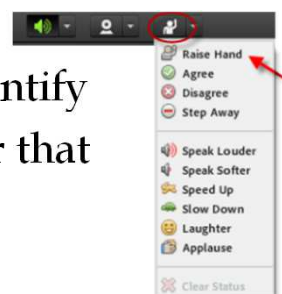 Raise Hand
Agree
ntify
Disagree
Step Away
r that
Speak Louder
Speak Softer
Speed Up
Slow Down
Laughter
Applause
Clear Status